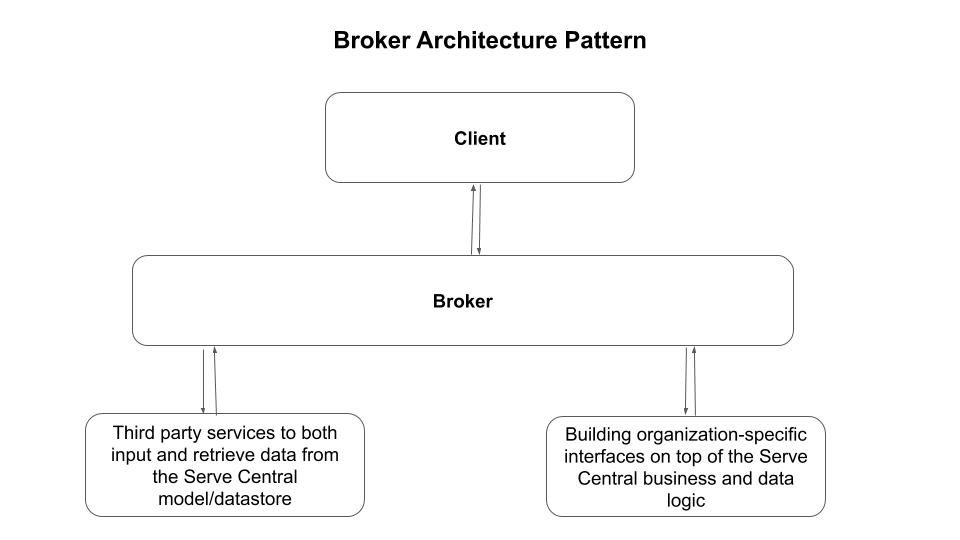 Broker Architecture Pattern
Client
Broker
Third party services to both
input and retrieve data from
the Serve Central
model/datastore
Building organization-specific
interfaces on top of the Serve
Central business and data
logic